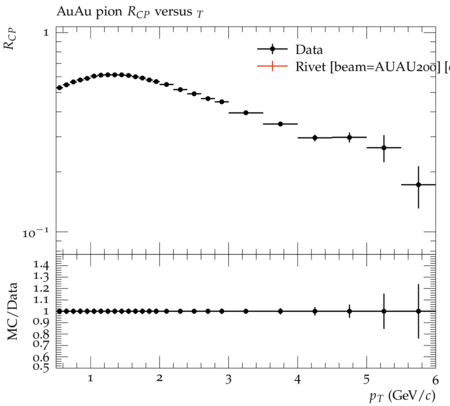 AuAu pion R_CP versus _T
R_CP
1
Data
Rivet [beam=AUAU200] [
10⁻¹
MC/Data
1.4
1.3
1.2
1.1
1
0.9
0.8
0.7
0.6
0.5
1 2 3 4 5 6
p_T (GeV/c)